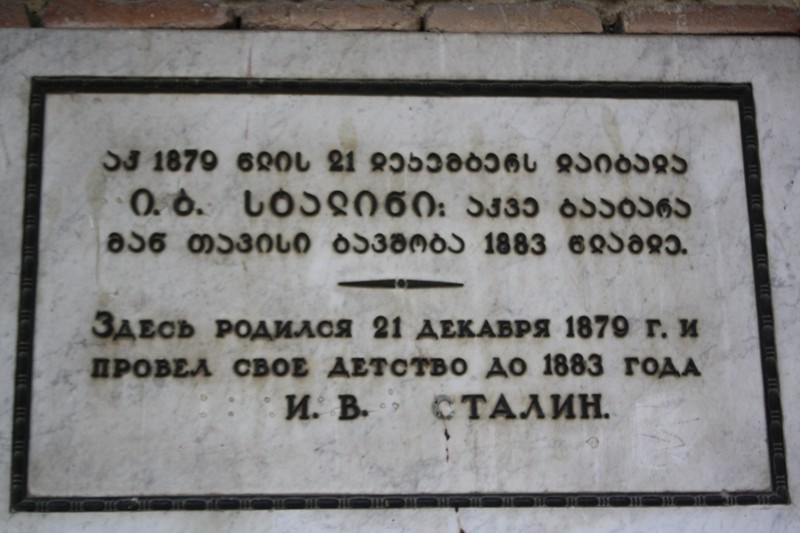 აქ 1879 წლის 21 დეკემბერს დაიბადა
ი. ბ. სტალინი: აქვე გაატარა
მან თავისი ბავშობა 1883 წლამდე.
Здесь родился 21 декабря 1879 г. и
провел свое детство до 1883 года
И. В. Сталин.